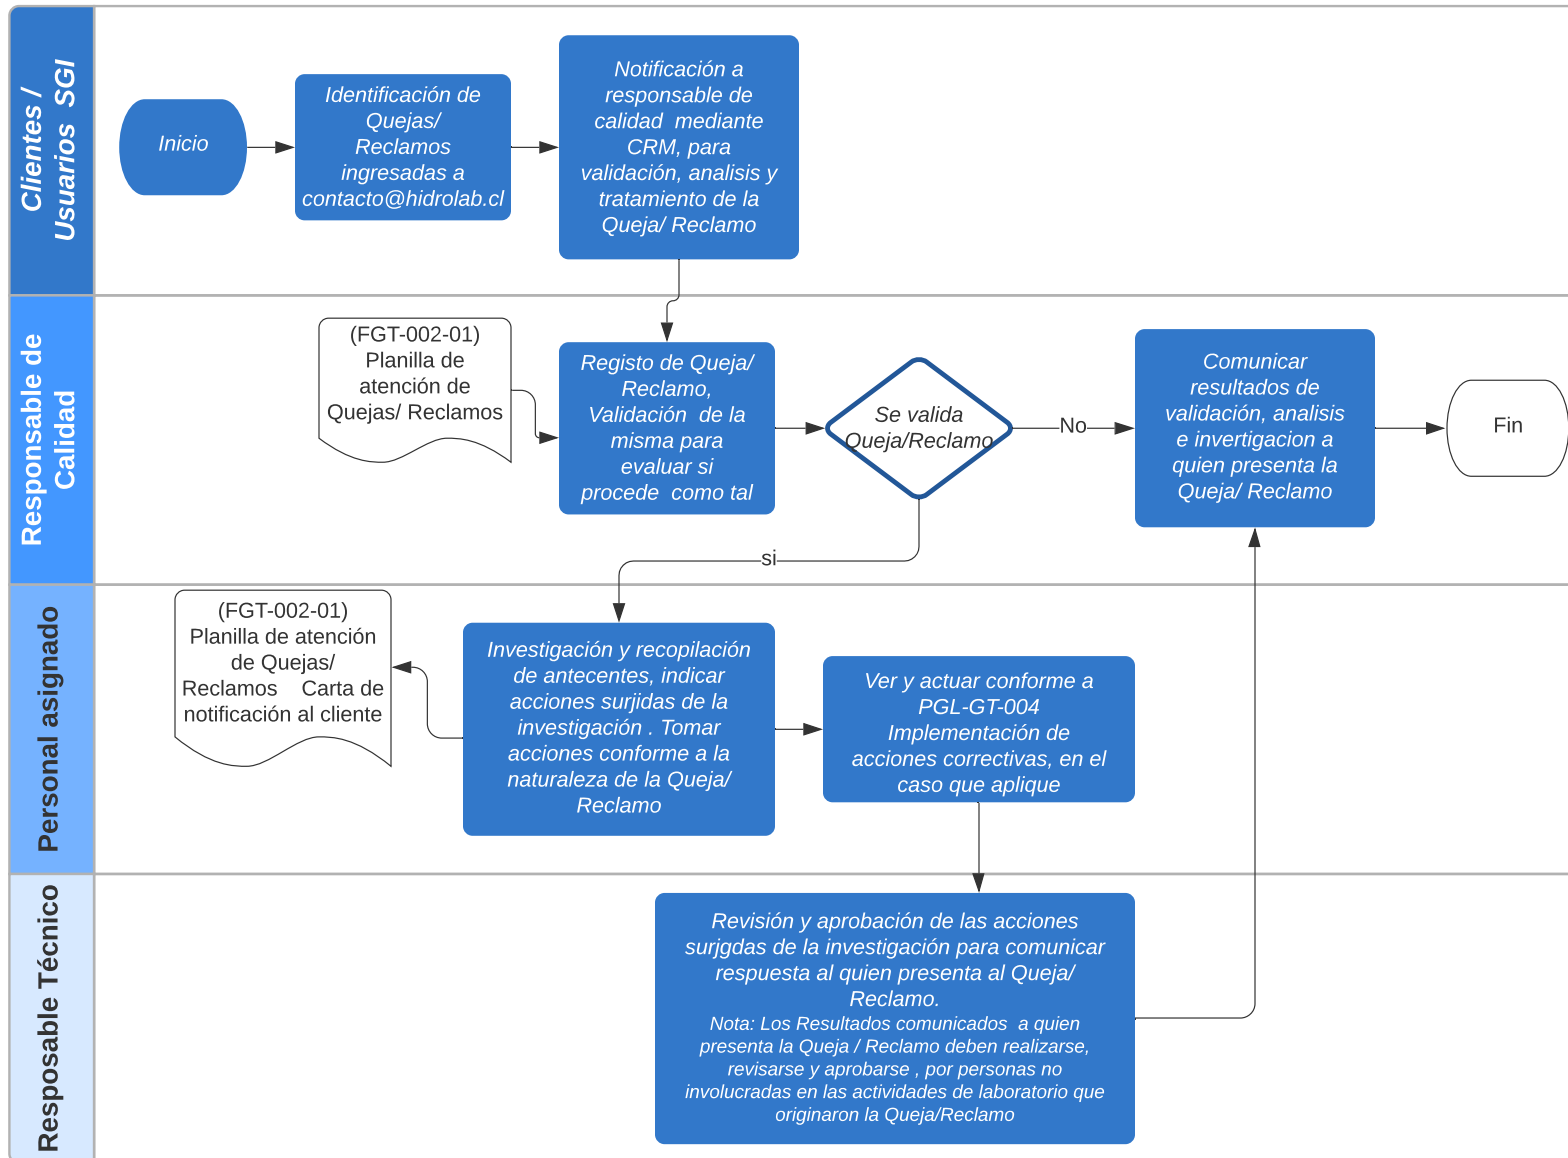 Clientes /
Usuarios SGI
Inicio
Identificación de
Quejas/
Reclamos
ingresadas a
contacto@hidrolab.cl
Notificación a
responsable de
calidad mediante
CRM, para
validación, analisis y
tratamiento de la
Queja/ Reclamo
Responsable de
Calidad
(FGT-002-01)
Planilla de
atención de
Quejas/ Reclamos
Registo de Queja/
Reclamo,
Validación de la
misma para
evaluar si
procede como tal
Se valida
Queja/Reclamo
No
Comunicar
resultados de
validación, analisis
e invertigacion a
quien presenta la
Queja/ Reclamo
Fin
si
Personal asignado
(FGT-002-01)
Planilla de atención
de Quejas/
Reclamos Carta de
notificación al cliente
Investigación y recopilación
de antecentes, indicar
acciones surjidas de la
investigación . Tomar
acciones conforme a la
naturaleza de la Queja/
Reclamo
Ver y actuar conforme a
PGL-GT-004
Implementación de
acciones correctivas, en el
caso que aplique
Resposable Técnico
Revisión y aprobación de las acciones
surjgdas de la investigación para comunicar
respuesta al quien presenta al Queja/
Reclamo.
Nota: Los Resultados comunicados a quien
presenta la Queja / Reclamo deben realizarse,
revisarse y aprobarse , por personas no
involucradas en las actividades de laboratorio que
originaron la Queja/Reclamo